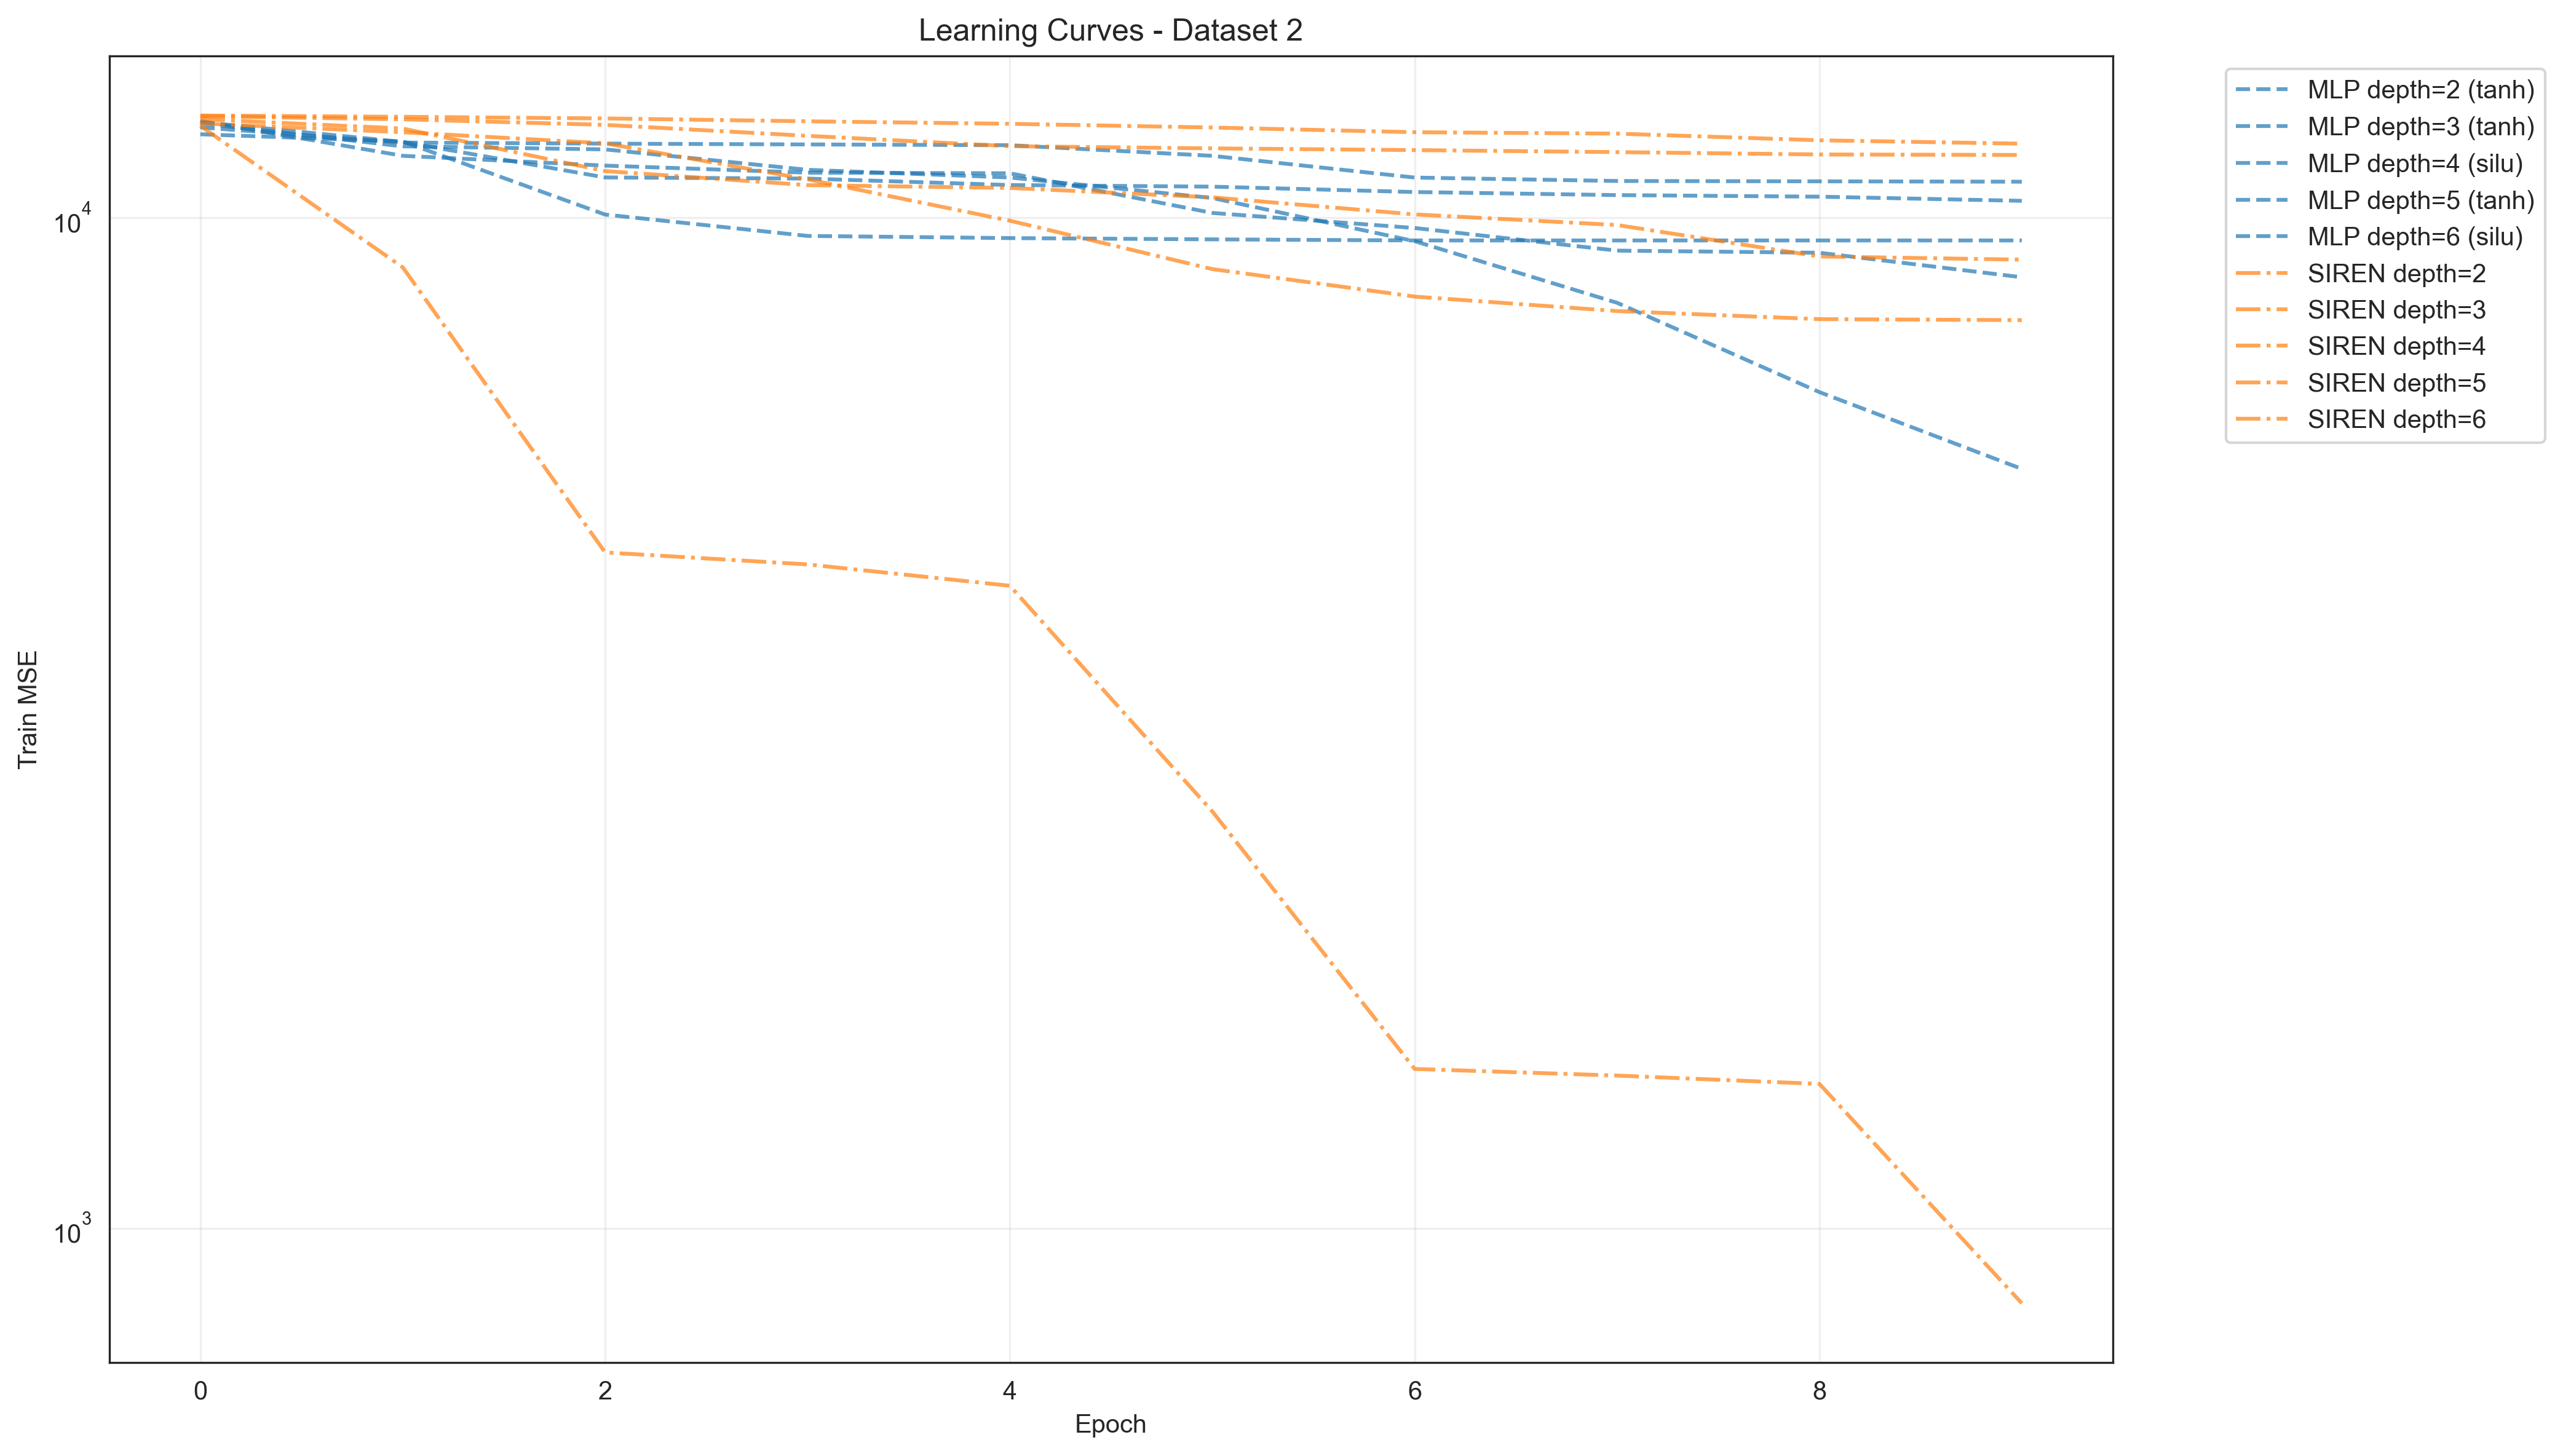 Learning Curves - Dataset 2
Train MSE
10^4
10^3
0 2 4 6 8
Epoch
MLP depth=2 (tanh)
MLP depth=3 (tanh)
MLP depth=4 (silu)
MLP depth=5 (tanh)
MLP depth=6 (silu)
SIREN depth=2
SIREN depth=3
SIREN depth=4
SIREN depth=5
SIREN depth=6